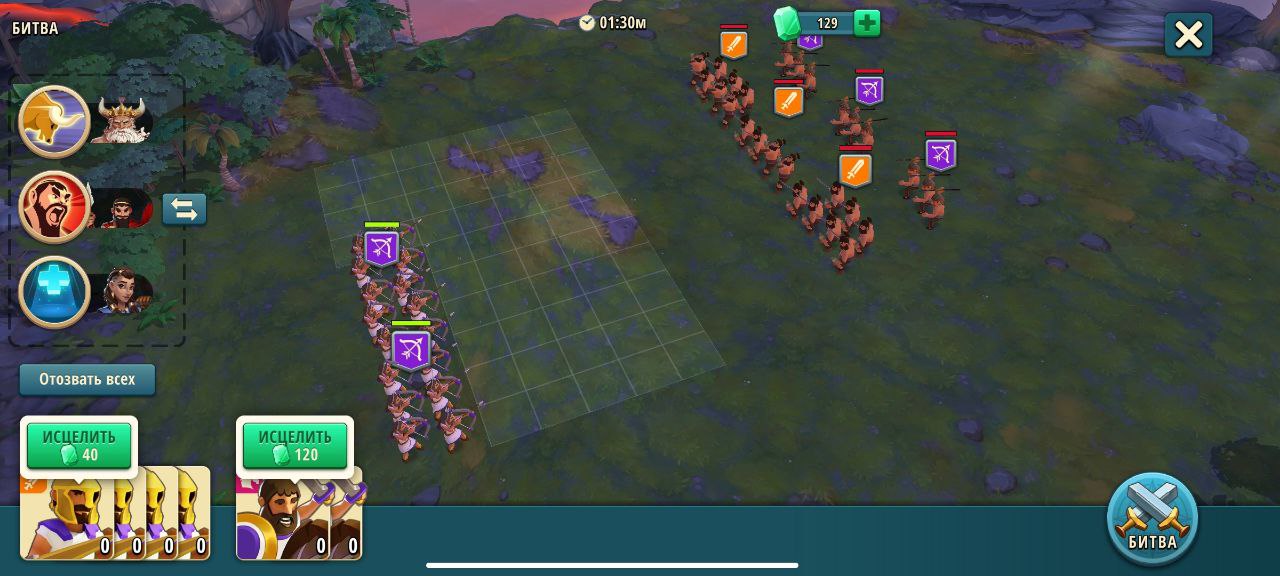 БИТВА
01:30м
129
Отозвать всех
ИСЦЕЛИТЬ
40
ИСЦЕЛИТЬ
120
0 0 0 0
0 0
БИТВА